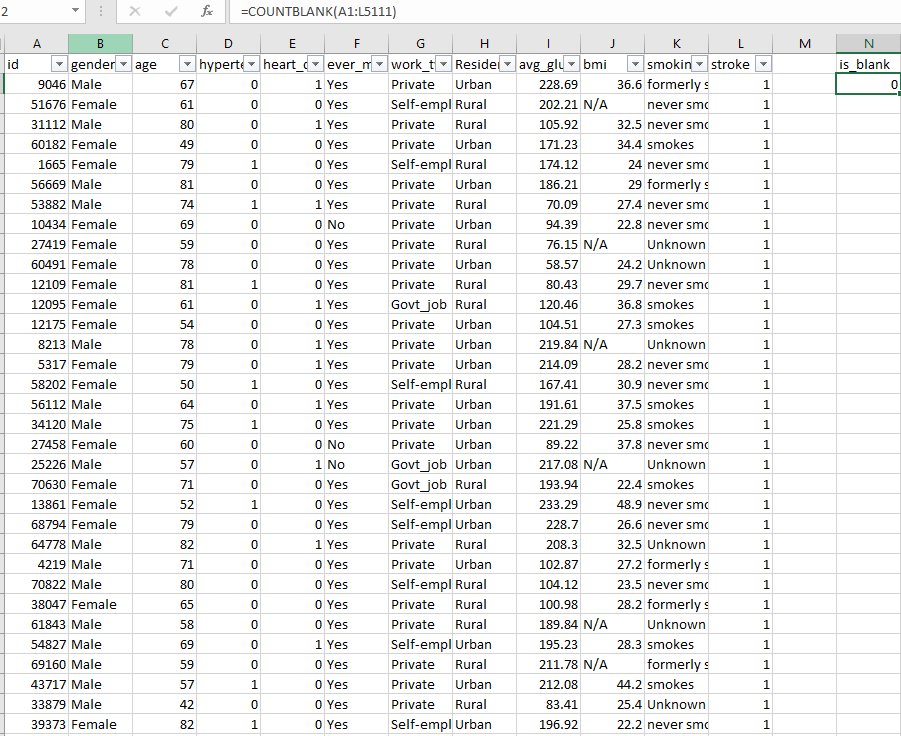 2 fx =COUNTBLANK(A1:L5111)
A B C D E F G H I J K L M N
id gender age hyperte heart_c ever_m work_t Residen avg_glu bmi smokin stroke is_blank
9046 Male 67 0 1 Yes Private Urban 228.69 36.6 formerly s 1 0
51676 Female 61 0 0 Yes Self-empl Rural 202.21 N/A never smo 1
31112 Male 80 0 1 Yes Private Rural 105.92 32.5 never smo 1
60182 Female 49 0 0 Yes Private Urban 171.23 34.4 smokes 1
1665 Female 79 1 0 Yes Self-empl Rural 174.12 24 never smo 1
56669 Male 81 0 0 Yes Private Urban 186.21 29 formerly s 1
53882 Male 74 1 1 Yes Private Rural 70.09 27.4 never smo 1
10434 Female 69 0 0 No Private Urban 94.39 22.8 never smo 1
27419 Female 59 0 0 Yes Private Rural 76.15 N/A Unknown 1
60491 Female 78 0 0 Yes Private Urban 58.57 24.2 Unknown 1
12109 Female 81 1 0 Yes Private Rural 80.43 29.7 never smo 1
12095 Female 61 0 1 Yes Govt_job Rural 120.46 36.8 smokes 1
12175 Female 54 0 0 Yes Private Urban 104.51 27.3 smokes 1
8213 Male 78 0 1 Yes Private Urban 219.84 N/A Unknown 1
5317 Female 79 0 1 Yes Private Urban 214.09 28.2 never smo 1
58202 Female 50 1 0 Yes Self-empl Rural 167.41 30.9 never smo 1
56112 Male 64 0 1 Yes Private Urban 191.61 37.5 smokes 1
34120 Male 75 1 0 Yes Private Urban 221.29 25.8 smokes 1
27458 Female 60 0 0 No Private Urban 89.22 37.8 never smo 1
25226 Male 57 0 1 No Govt_job Urban 217.08 N/A Unknown 1
70630 Female 71 0 0 Yes Govt_job Rural 193.94 22.4 smokes 1
13861 Female 52 1 0 Yes Self-empl Urban 233.29 48.9 never smo 1
68794 Female 79 0 0 Yes Self-empl Urban 228.7 26.6 never smo 1
64778 Male 82 0 1 Yes Private Rural 208.3 32.5 Unknown 1
4219 Male 71 0 0 Yes Private Urban 102.87 27.2 formerly s 1
70822 Male 80 0 0 Yes Self-empl Rural 104.12 23.5 never smo 1
38047 Female 65 0 0 Yes Private Rural 100.98 28.2 formerly s 1
61843 Male 58 0 0 Yes Private Rural 189.84 N/A Unknown 1
54827 Male 69 0 1 Yes Self-empl Urban 195.23 28.3 smokes 1
69160 Male 59 0 0 Yes Private Rural 211.78 N/A formerly s 1
43717 Male 57 1 0 Yes Private Urban 212.08 44.2 smokes 1
33879 Male 42 0 0 Yes Private Rural 83.41 25.4 Unknown 1
39373 Female 82 1 0 Yes Self-empl Urban 196.92 22.2 never smo 1